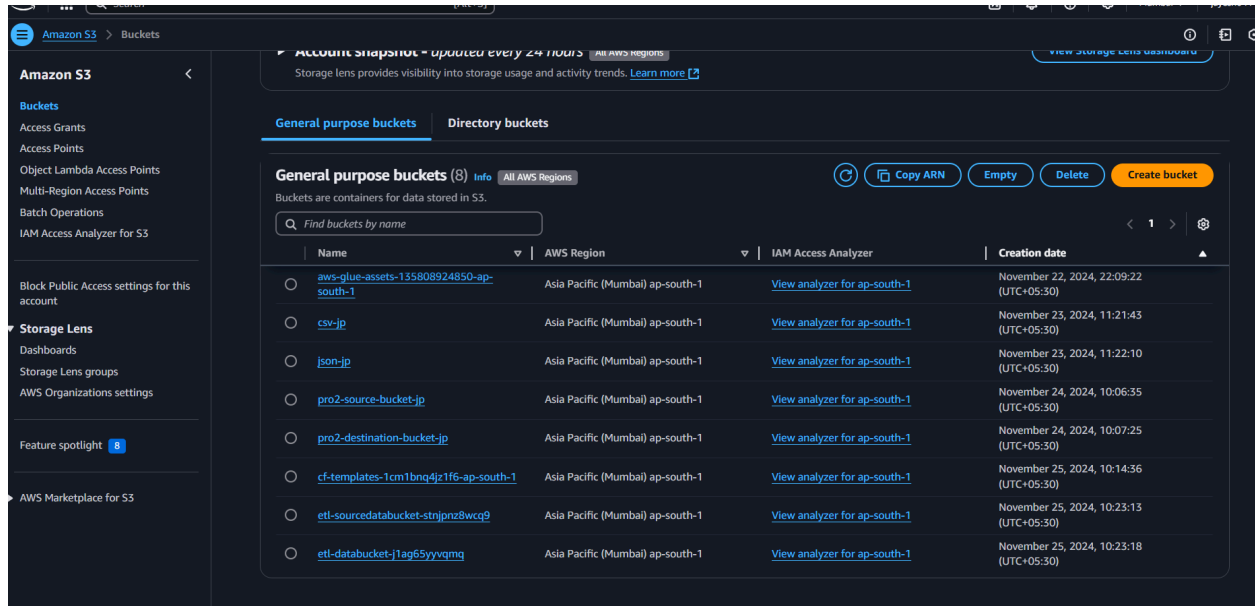 Search
[Alt+S]
Amazon S3 > Buckets
Amazon S3
Buckets
Access Grants
Access Points
Object Lambda Access Points
Multi-Region Access Points
Batch Operations
IAM Access Analyzer for S3
Block Public Access settings for this
account
Storage Lens
Dashboards
Storage Lens groups
AWS Organizations settings
Feature spotlight 8
AWS Marketplace for S3
Account snapshot - updated every 24 hours All AWS Regions
View Storage Lens dashboard
Storage lens provides visibility into storage usage and activity trends. Learn more
General purpose buckets Directory buckets
General purpose buckets (8) Info All AWS Regions
Copy ARN Empty Delete Create bucket
Buckets are containers for data stored in S3.
Find buckets by name
1
Name AWS Region IAM Access Analyzer Creation date
aws-glue-assets-135808924850-ap-
south-1 Asia Pacific (Mumbai) ap-south-1 View analyzer for ap-south-1 November 22, 2024, 22:09:22
(UTC+05:30)
csv-jp Asia Pacific (Mumbai) ap-south-1 View analyzer for ap-south-1 November 23, 2024, 11:21:43
(UTC+05:30)
json-jp Asia Pacific (Mumbai) ap-south-1 View analyzer for ap-south-1 November 23, 2024, 11:22:10
(UTC+05:30)
pro2-source-bucket-jp Asia Pacific (Mumbai) ap-south-1 View analyzer for ap-south-1 November 24, 2024, 10:06:35
(UTC+05:30)
pro2-destination-bucket-jp Asia Pacific (Mumbai) ap-south-1 View analyzer for ap-south-1 November 24, 2024, 10:07:25
(UTC+05:30)
cf-templates-1cm1bnq4jz1f6-ap-south-1 Asia Pacific (Mumbai) ap-south-1 View analyzer for ap-south-1 November 25, 2024, 10:14:36
(UTC+05:30)
etl-sourcedatabucket-stnjpnz8wcq9 Asia Pacific (Mumbai) ap-south-1 View analyzer for ap-south-1 November 25, 2024, 10:23:13
(UTC+05:30)
etl-databucket-j1ag65yyvqmq Asia Pacific (Mumbai) ap-south-1 View analyzer for ap-south-1 November 25, 2024, 10:23:18
(UTC+05:30)